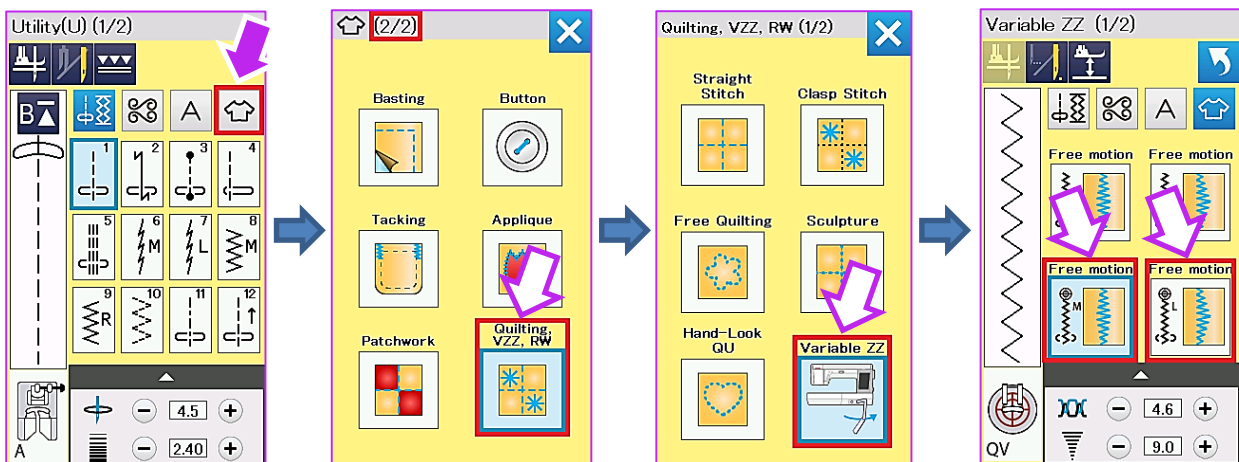 Utility(U) (1/2)
B
A
1
2
3
4
5
6
M
7
L
8
M
9
R
10
11
12
A
4.5
2.40
(2/2)
Basting
Button
Tacking
Applique
Patchwork
Quilting,
VZZ, RW
Quilting, VZZ, RW (1/2)
Straight
Stitch
Clasp Stitch
Free Quilting
Sculpture
Hand-Look
QU
Variable ZZ
Variable ZZ (1/2)
A
Free motion
Free motion
Free motion
Free motion
M
L
QV
4.6
9.0